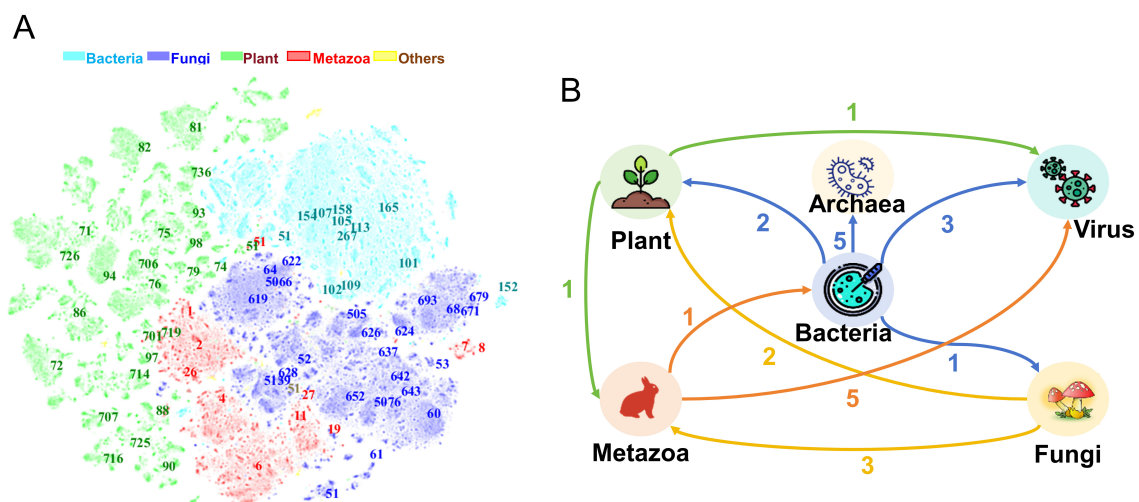 A
Bacteria Fungi Plant Metazoa Others
81
82
736
93
154 107 158 165
105 113
267
71 75 98 51 51 51
726 706 79 74 64 622 101
94 76 5066
619 102 109 152
86 1 505 693 679
68 671
701 719 2 626 624
97 637
72 714 26 52 53 7 8
628 642
5139 51 643
27 652 5076 60
88 4 11
707 19
725
716 90 6 61
51
B
1
Plant Archaea Virus
2 5 3
1 Bacteria
1 2 1
5
Metazoa Fungi
3